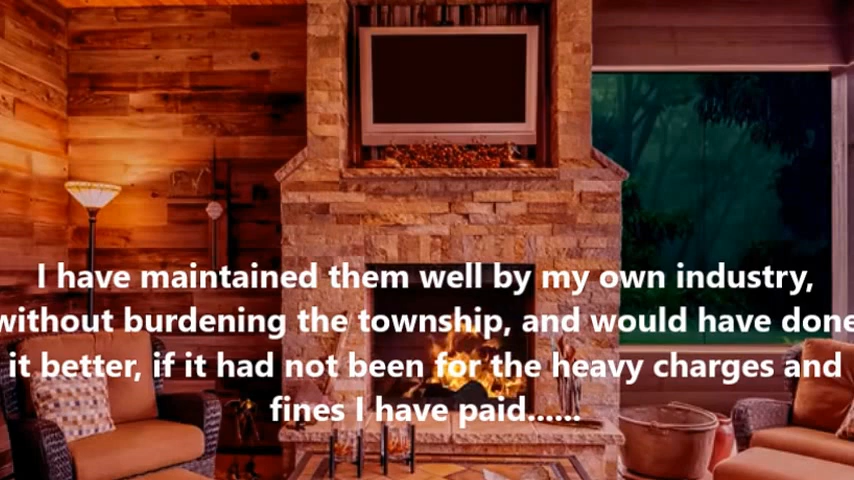 I have maintained them well by my own industry,
without burdening the township, and would have done
it better, if it had not been for the heavy charges and
fines I have paid......